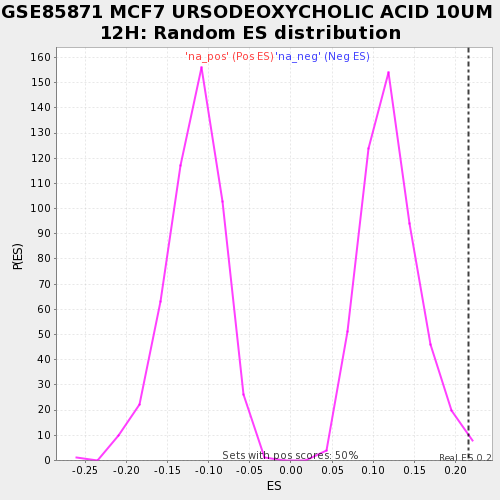 GSE85871 MCF7 URSODEOXYCHOLIC ACID 10UM
12H: Random ES distribution
'na_pos' (Pos ES) 'na_neg' (Neg ES)
160
150
140
130
120
110
100
90
80
70
60
50
40
30
20
10
0
P(ES)
Sets with pos scores: 50%
Real ES 0.2
-0.25 -0.20 -0.15 -0.10 -0.05 0.00 0.05 0.10 0.15 0.20
ES